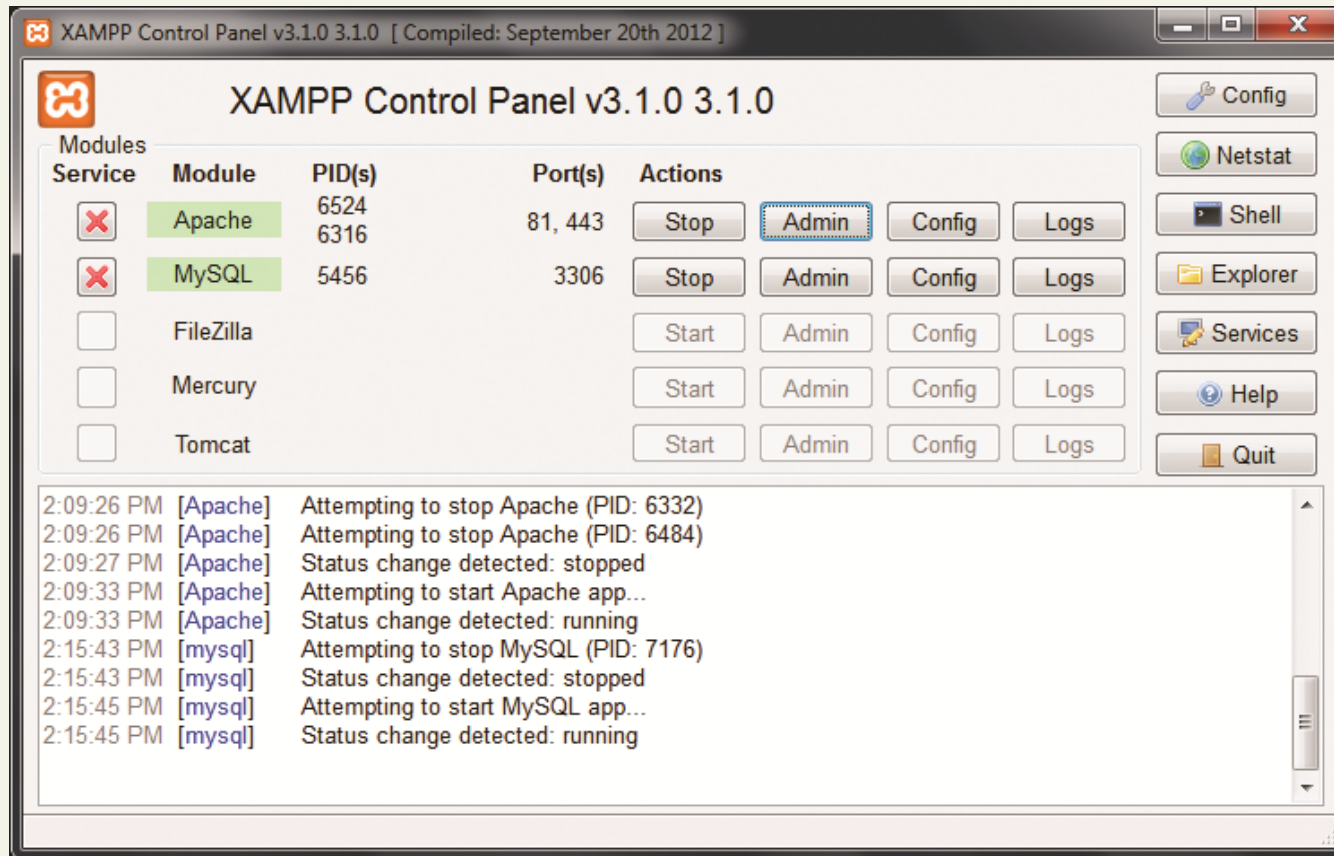 XAMPP Control Panel v3.1.0 3.1.0 [ Compiled: September 20th 2012 ]
XAMPP Control Panel v3.1.0 3.1.0
Config
Modules
Netstat
Service Module PID(s) Port(s) Actions
Apache 6524 81, 443 Stop Admin Config Logs
6316
Shell
MySQL 5456 3306 Stop Admin Config Logs
Explorer
FileZilla Start Admin Config Logs
Services
Mercury Start Admin Config Logs
Help
Tomcat Start Admin Config Logs
Quit
2:09:26 PM [Apache] Attempting to stop Apache (PID: 6332)
2:09:26 PM [Apache] Attempting to stop Apache (PID: 6484)
2:09:27 PM [Apache] Status change detected: stopped
2:09:33 PM [Apache] Attempting to start Apache app...
2:09:33 PM [Apache] Status change detected: running
2:15:43 PM [mysql] Attempting to stop MySQL (PID: 7176)
2:15:43 PM [mysql] Status change detected: stopped
2:15:45 PM [mysql] Attempting to start MySQL app...
2:15:45 PM [mysql] Status change detected: running